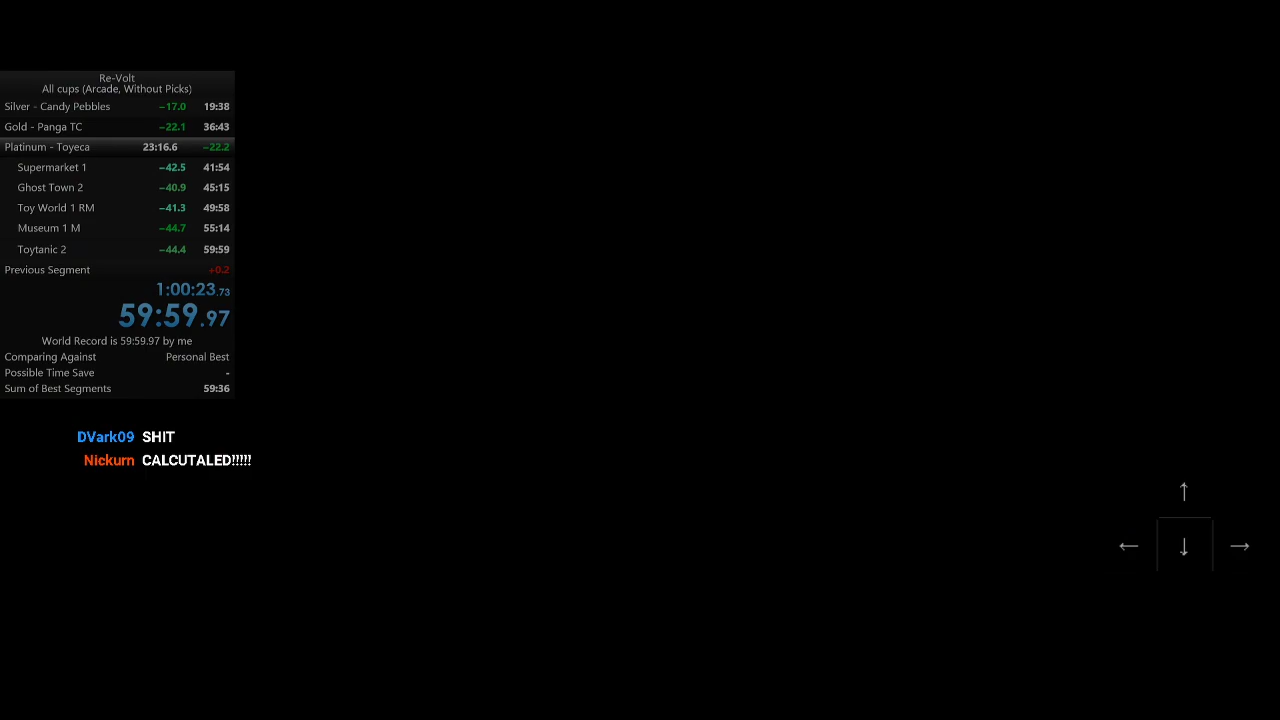 Re-Volt
All cups (Arcade, Without Picks)
Silver - Candy Pebbles −17.0 19:38
Gold - Panga TC −22.1 36:43
Platinum - Toyeca 23:16.6 −22.2
Supermarket 1 −42.5 41:54
Ghost Town 2 −40.9 45:15
Toy World 1 RM −41.3 49:58
Museum 1 M −44.7 55:14
Toytanic 2 −44.4 59:59
Previous Segment +0.2
1:00:23.73
59:59.97
World Record is 59:59.97 by me
Comparing Against Personal Best
Possible Time Save -
Sum of Best Segments 59:36
DVark09 SHIT
Nickurn CALCUTALED!!!!!
↑
← ↓ →